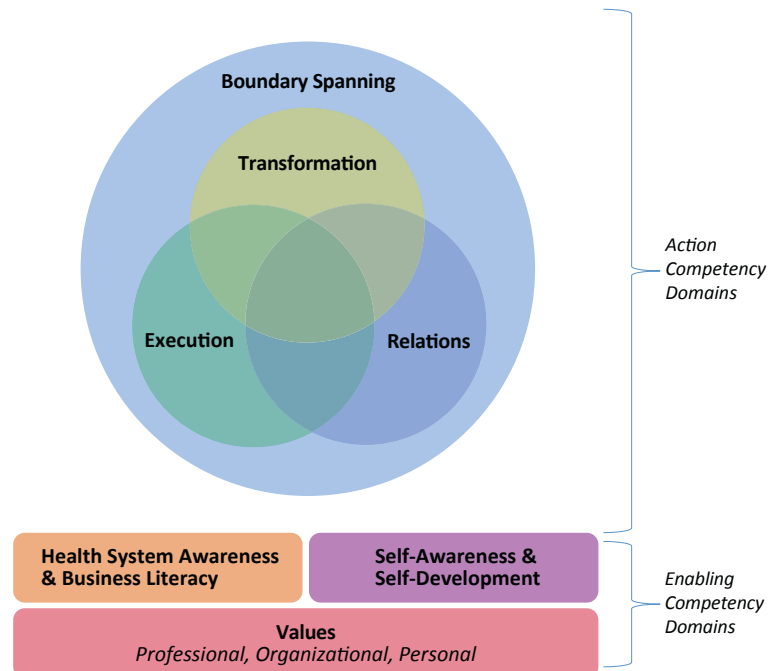 Boundary Spanning
Transformation
Execution
Relations
Action
Competency
Domains
Health System Awareness
& Business Literacy
Self-Awareness &
Self-Development
Values
Professional, Organizational, Personal
Enabling
Competency
Domains